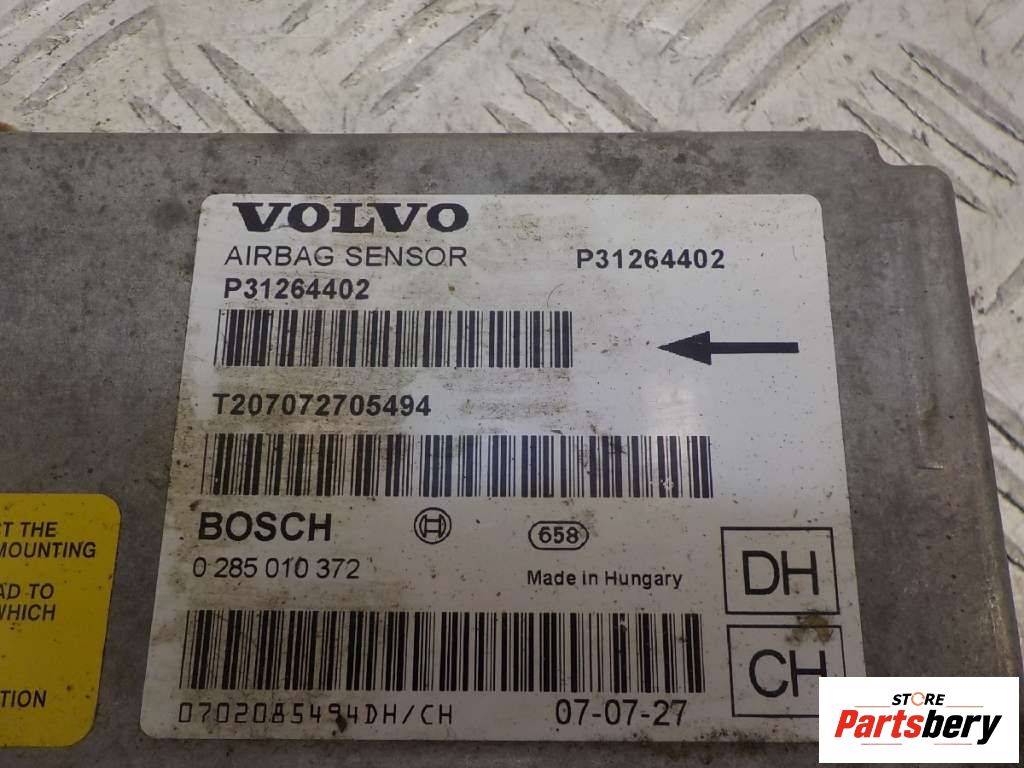 VOLVO
AIRBAG SENSOR P31264402
P31264402
T207072705494
BOSCH 658
0 285 010 372 Made in Hungary
DH
CH
0702085494DH/CH 07-07-27
CT THE
MOUNTING
AD TO
WHICH
TION
STORE
Partsbery